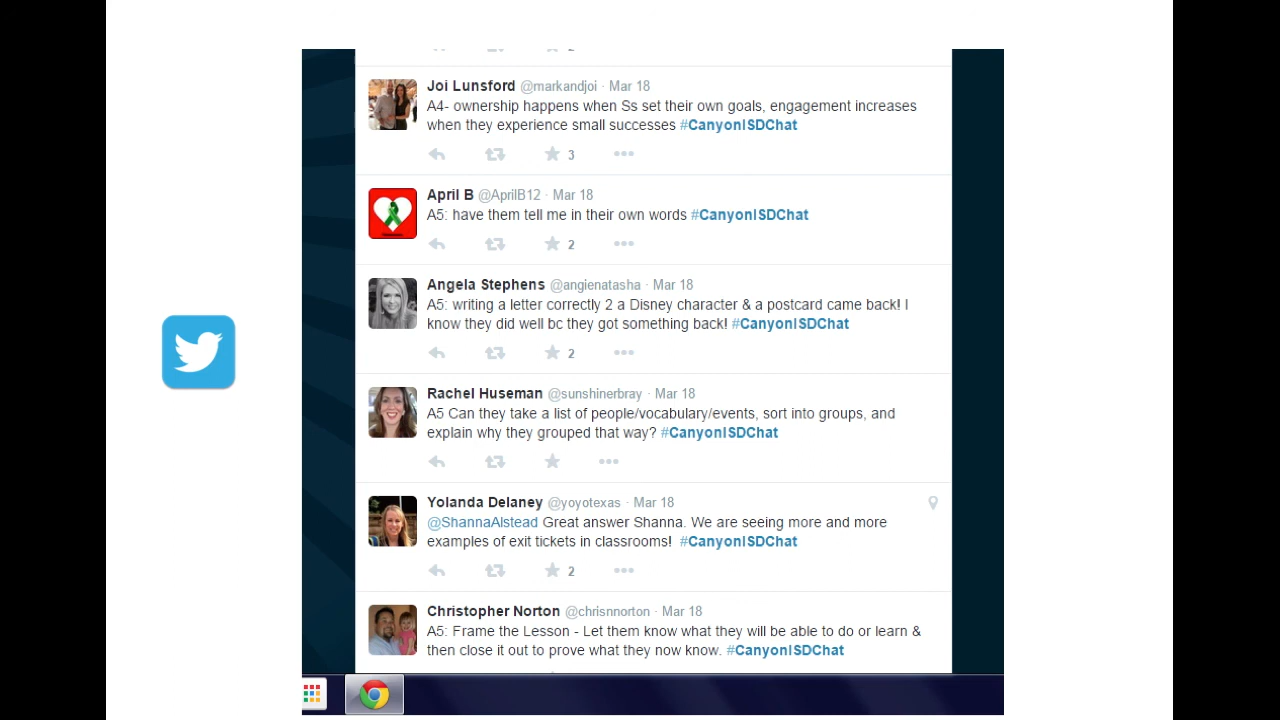 2
Joi Lunsford @markandjoi · Mar 18
A4- ownership happens when Ss set their own goals, engagement increases
when they experience small successes #CanyonISDChat
3
April B @AprilB12 · Mar 18
A5: have them tell me in their own words #CanyonISDChat
2
Angela Stephens @angienatasha · Mar 18
A5: writing a letter correctly 2 a Disney character & a postcard came back! I
know they did well bc they got something back! #CanyonISDChat
2
Rachel Huseman @sunshinerbray · Mar 18
A5 Can they take a list of people/vocabulary/events, sort into groups, and
explain why they grouped that way? #CanyonISDChat
Yolanda Delaney @yoyotexas · Mar 18
@ShannaAlstead Great answer Shanna. We are seeing more and more
examples of exit tickets in classrooms! #CanyonISDChat
2
Christopher Norton @chrisnnorton · Mar 18
A5: Frame the Lesson - Let them know what they will be able to do or learn &
then close it out to prove what they now know. #CanyonISDChat